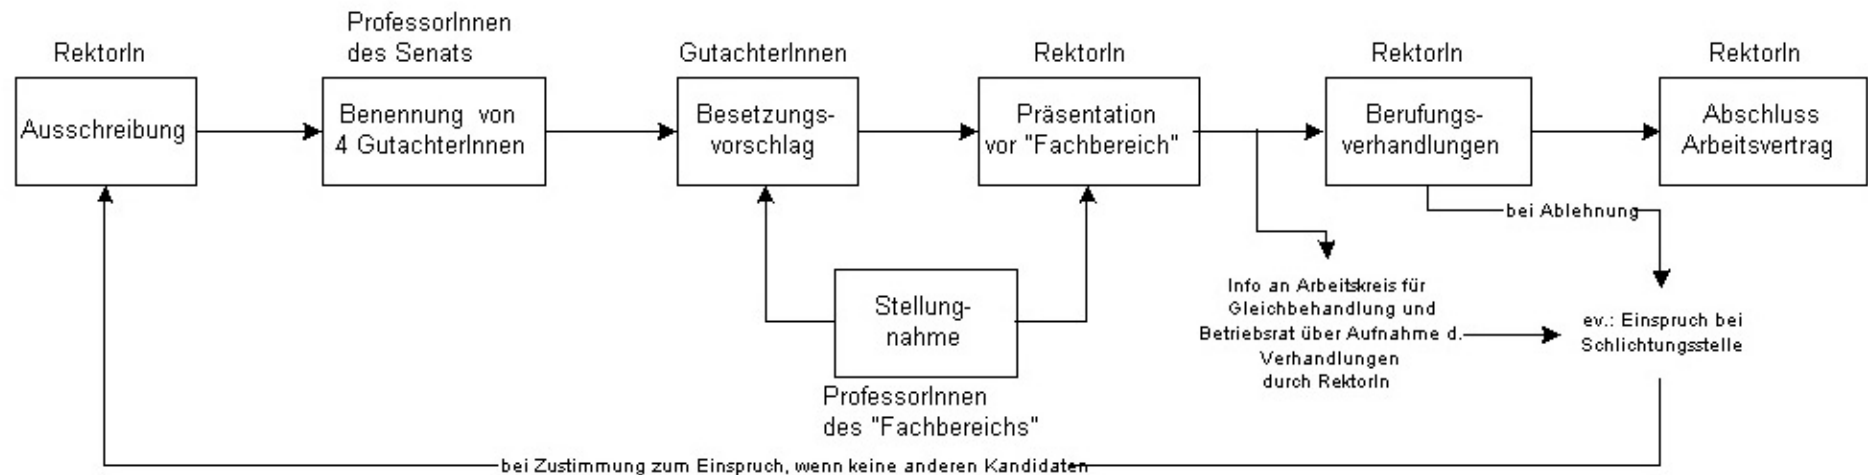 RektorIn
Ausschreibung
ProfessorInnen
des Senats
Benennung von
4 GutachterInnen
GutachterInnen
Besetzungs-
vorschlag
RektorIn
Präsentation
vor "Fachbereich"
RektorIn
Berufungs-
verhandlungen
RektorIn
Abschluss
Arbeitsvertrag
bei Ablehnung
Stellung-
nahme
ProfessorInnen
des "Fachbereichs"
Info an Arbeitskreis für
Gleichbehandlung und
Betriebsrat über Aufnahme d.
Verhandlungen
durch RektorIn
ev.: Einspruch bei
Schlichtungsstelle
bei Zustimmung zum Einspruch, wenn keine anderen Kandidaten